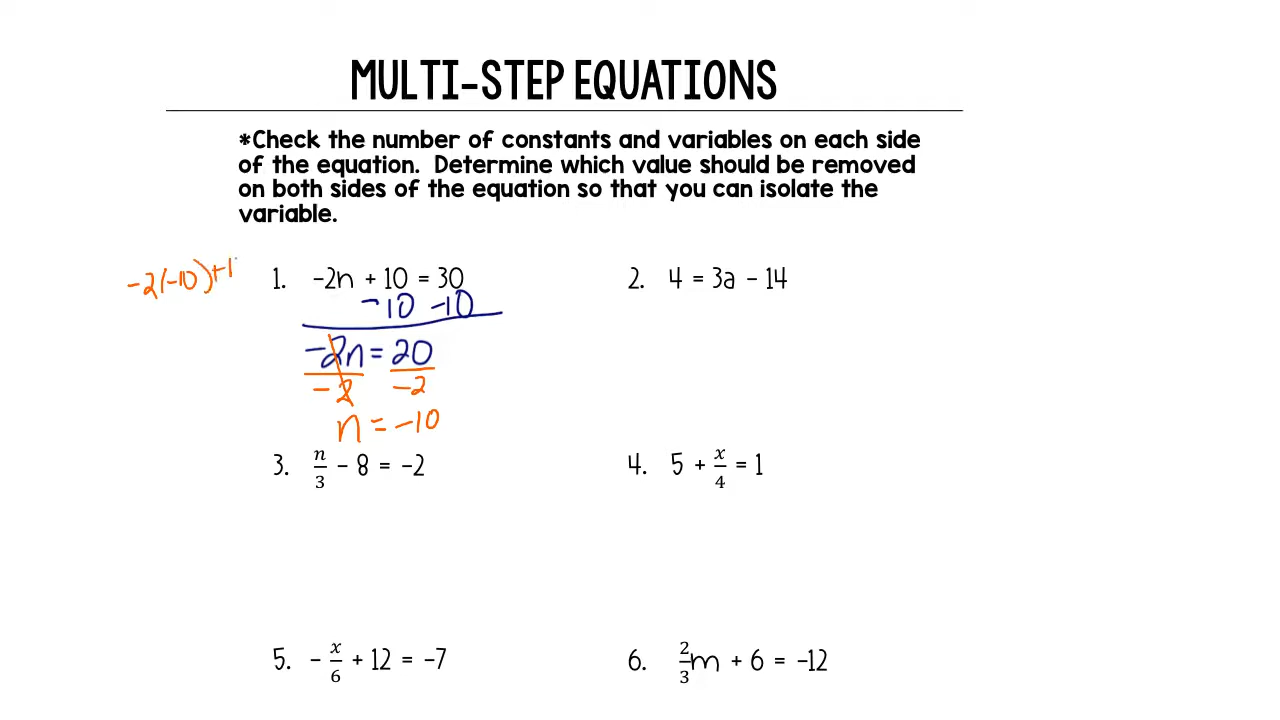 MULTI-STEP EQUATIONS
*Check the number of constants and variables on each side
of the equation. Determine which value should be removed
on both sides of the equation so that you can isolate the
variable.
-2(-10)+1
1. -2n + 10 = 30
-10 -10
-2n = 20
-2 -2
n = -10
2. 4 = 3a - 14
3. n/3 - 8 = -2
4. 5 + x/4 = 1
5. - x/6 + 12 = -7
6. 2/3 m + 6 = -12